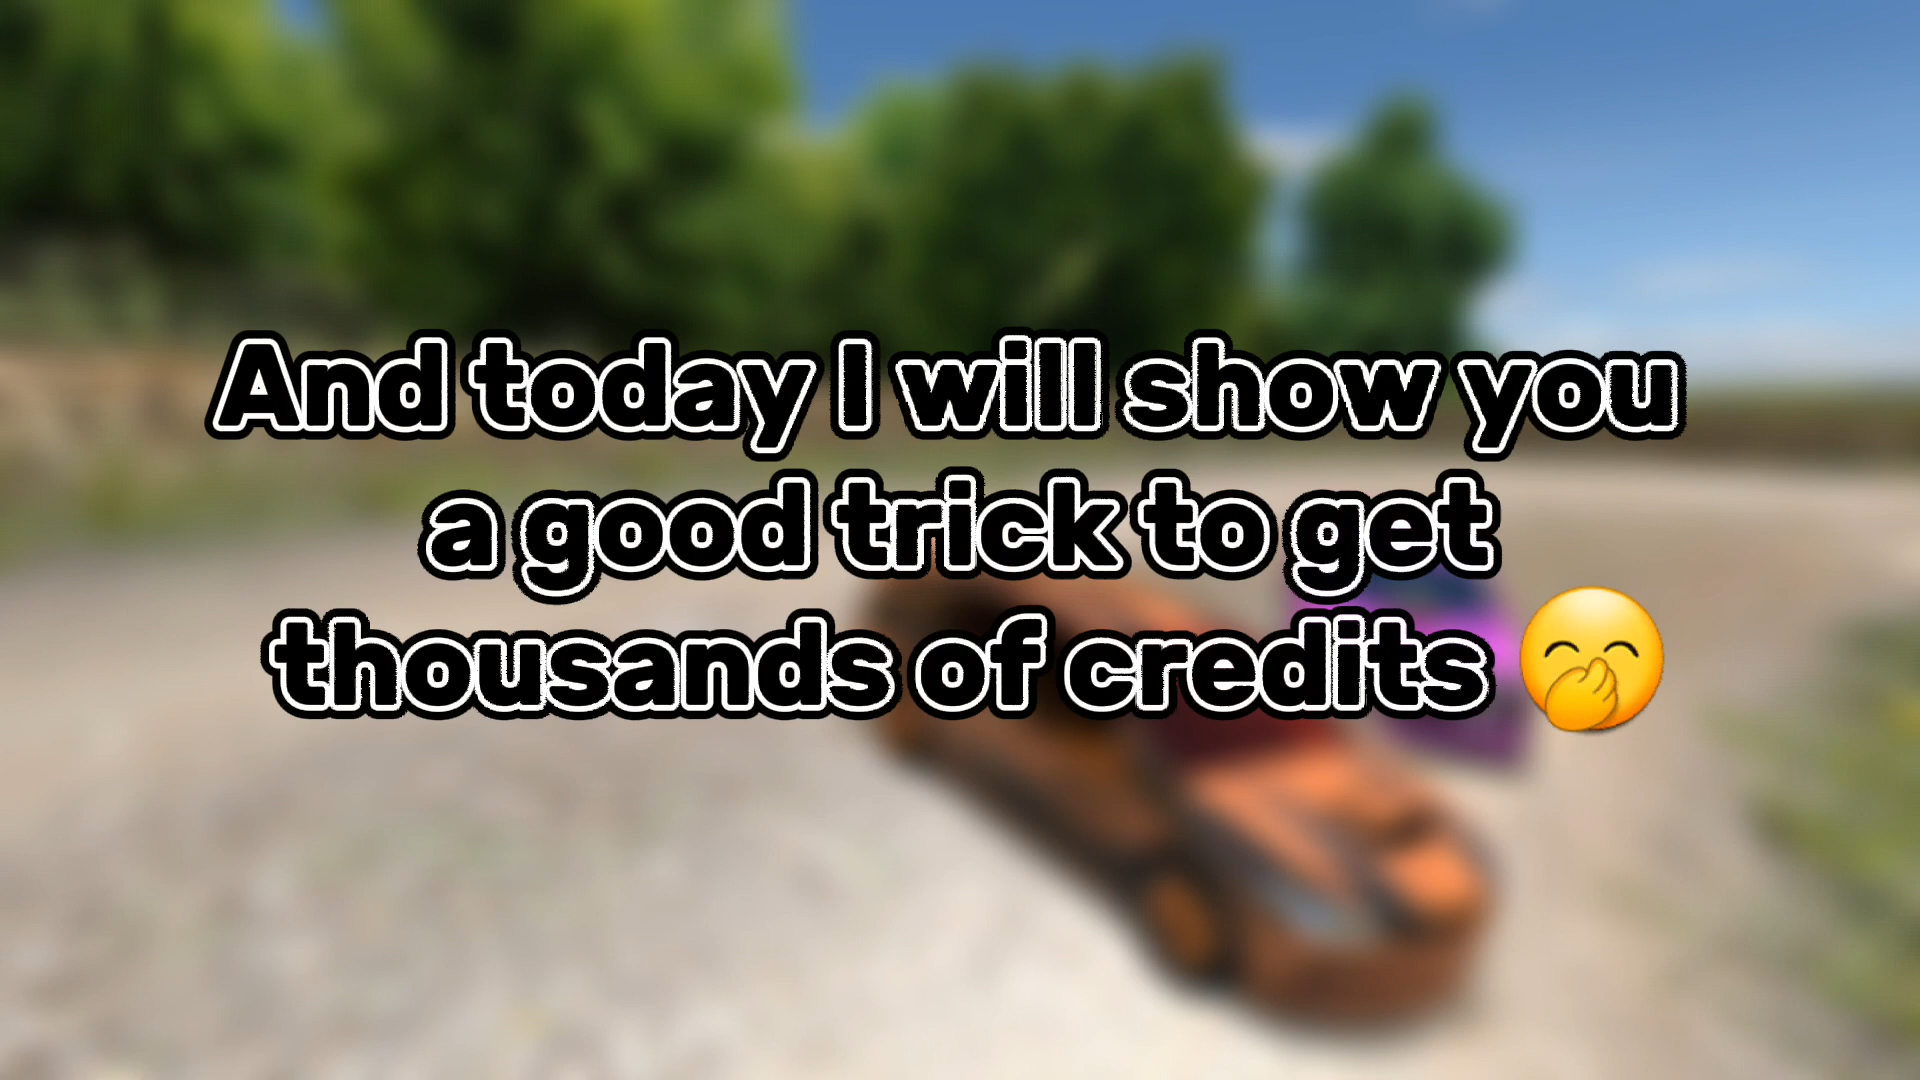 And today I will show you
a good trick to get
thousands of credits 🤭